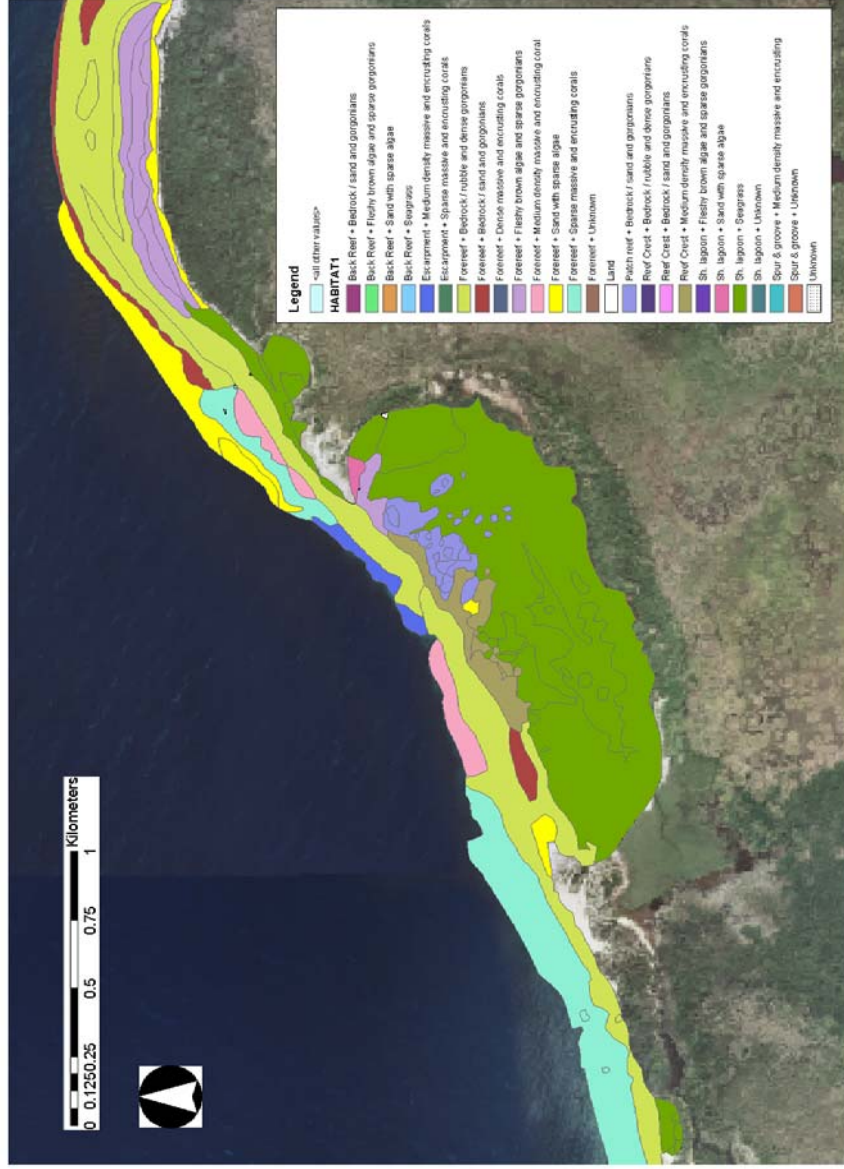 Kilometers
0 0.125 0.25 0.5 0.75 1
Legend
<all other values>
HABITAT1
Back Reef + Bedrock / sand and gorgonians
Back Reef + Fleshy brown algae and sparse gorgonians
Back Reef + Sand with sparse algae
Back Reef + Seagrass
Escarpment + Medium density massive and encrusting corals
Escarpment + Sparse massive and encrusting corals
Forereef + Bedrock / rubble and dense gorgonians
Forereef + Bedrock / sand and gorgonians
Forereef + Dense massive and encrusting corals
Forereef + Fleshy brown algae and sparse gorgonians
Forereef + Medium density massive and encrusting coral
Forereef + Sand with sparse algae
Forereef + Sparse massive and encrusting corals
Forereef + Unknown
Land
Patch reef + Bedrock / sand and gorgonians
Reef Crest + Bedrock / rubble and dense gorgonians
Reef Crest + Bedrock / sand and gorgonians
Reef Crest + Medium density massive and encrusting corals
Sh. lagoon + Fleshy brown algae and sparse gorgonians
Sh. lagoon + Sand with sparse algae
Sh. lagoon + Seagrass
Sh. lagoon + Unknown
Spur & groove + Medium density massive and encrusting
Spur & groove + Unknown
Unknown